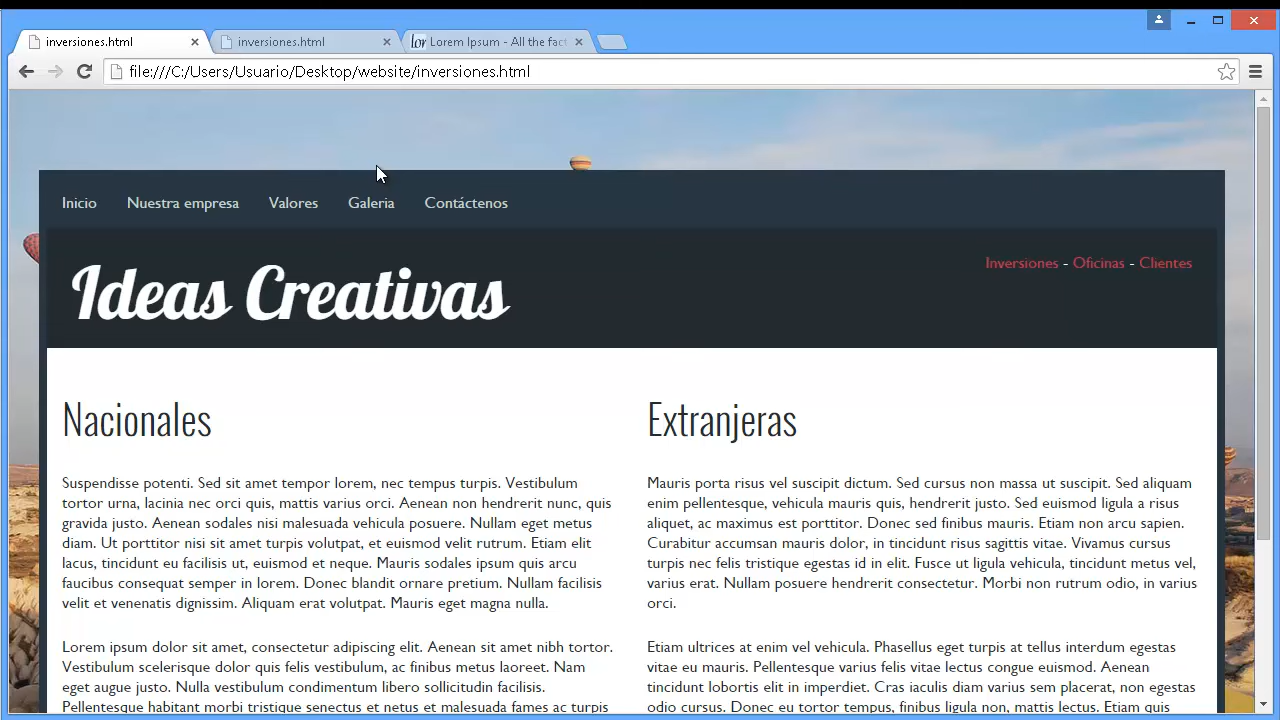 inversiones.html
inversiones.html
Lorem Ipsum - All the fact
file:///C:/Users/Usuario/Desktop/website/inversiones.html
Inicio Nuestra empresa Valores Galeria Contáctenos
Ideas Creativas
Inversiones - Oficinas - Clientes
Nacionales
Suspendisse potenti. Sed sit amet tempor lorem, nec tempus turpis. Vestibulum
tortor urna, lacinia nec orci quis, mattis varius orci. Aenean non hendrerit nunc, quis
gravida justo. Aenean sodales nisi malesuada vehicula posuere. Nullam eget metus
diam. Ut porttitor nisi sit amet turpis volutpat, et euismod velit rutrum. Etiam elit
lacus, tincidunt eu facilisis ut, euismod et neque. Mauris sodales ipsum quis arcu
faucibus consequat semper in lorem. Donec blandit ornare pretium. Nullam facilisis
velit et venenatis dignissim. Aliquam erat volutpat. Mauris eget magna nulla.
Lorem ipsum dolor sit amet, consectetur adipiscing elit. Aenean sit amet nibh tortor.
Vestibulum scelerisque dolor quis felis vestibulum, ac finibus metus laoreet. Nam
eget augue justo. Nulla vestibulum condimentum libero sollicitudin facilisis.
Pellentesque habitant morbi tristique senectus et netus et malesuada fames ac turpis
Extranjeras
Mauris porta risus vel suscipit dictum. Sed cursus non massa ut suscipit. Sed aliquam
enim pellentesque, vehicula mauris quis, hendrerit justo. Sed euismod ligula a risus
aliquet, ac maximus est porttitor. Donec sed finibus mauris. Etiam non arcu sapien.
Curabitur accumsan mauris dolor, in tincidunt risus sagittis vitae. Vivamus cursus
turpis nec felis tristique egestas id in elit. Fusce ut ligula vehicula, tincidunt metus vel,
varius erat. Nullam posuere hendrerit consectetur. Morbi non rutrum odio, in varius
orci.
Etiam ultrices at enim vel vehicula. Phasellus eget turpis at tellus interdum egestas
vitae eu mauris. Pellentesque varius felis vitae lectus congue euismod. Aenean
tincidunt lobortis elit in imperdiet. Cras iaculis diam varius sem placerat, non egestas
odio cursus. Donec eu tortor tempus, finibus ligula non, mattis lectus. Etiam quis